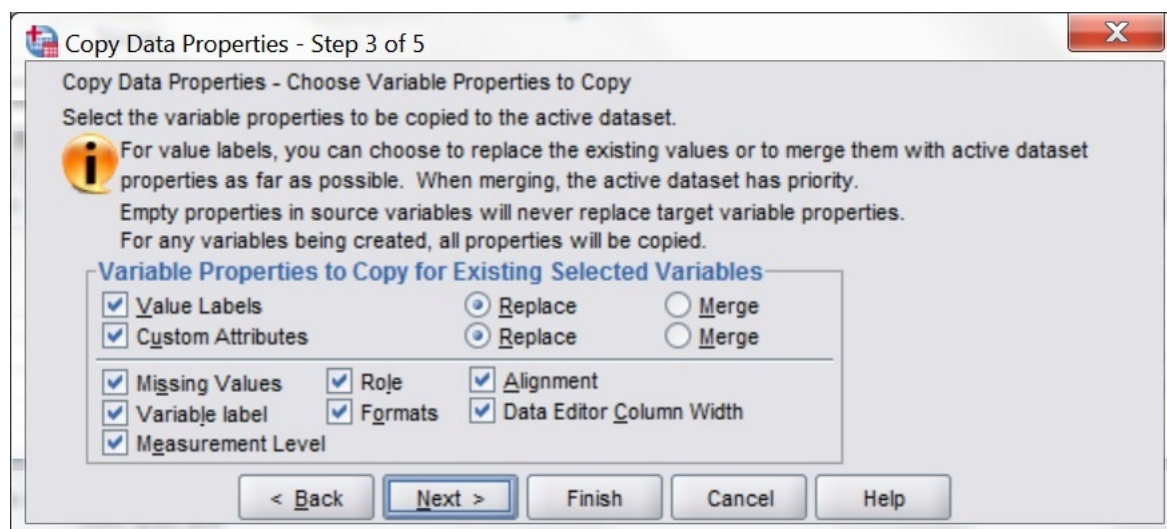 Copy Data Properties - Step 3 of 5
X
Copy Data Properties - Choose Variable Properties to Copy
Select the variable properties to be copied to the active dataset.
For value labels, you can choose to replace the existing values or to merge them with active dataset
properties as far as possible. When merging, the active dataset has priority.
Empty properties in source variables will never replace target variable properties.
For any variables being created, all properties will be copied.
Variable Properties to Copy for Existing Selected Variables
Value Labels Replace Merge
Custom Attributes Replace Merge
Missing Values Role Alignment
Variable label Formats Data Editor Column Width
Measurement Level
< Back Next > Finish Cancel Help